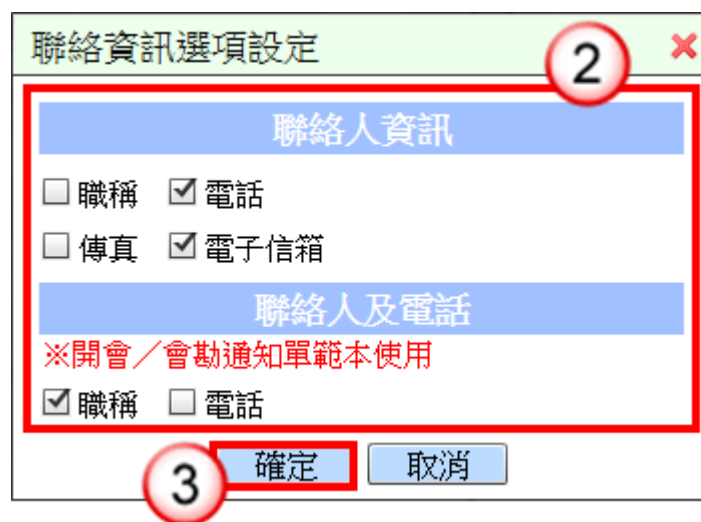 聯絡資訊選項設定
2
聯絡人資訊
職稱 電話
傳真 電子信箱
聯絡人及電話
※開會／會勘通知單範本使用
職稱 電話
3 確定 取消